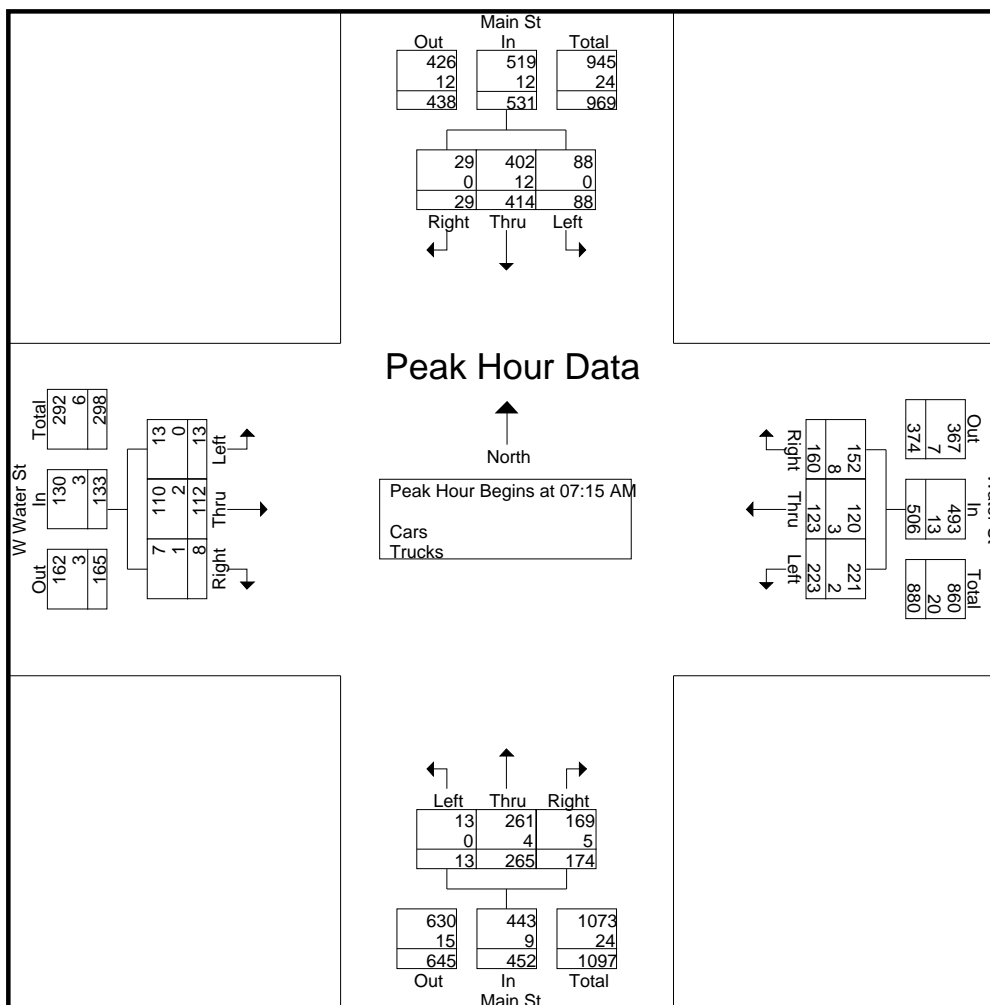 Main St
Out In Total
426 519 945
12 12 24
438 531 969
29 402 88
0 12 0
29 414 88
Right Thru Left
Peak Hour Data
North
Peak Hour Begins at 07:15 AM
Cars
Trucks
W Water St
Out In Total
162 130 292
3 3 6
165 133 298
Right Thru Left
7 110 13
1 2 0
8 112 13
Out In Total
367 493 860
7 13 20
374 506 880
152 120 221
8 3 2
160 123 223
Right Thru Left
Left Thru Right
13 261 169
0 4 5
13 265 174
630 443 1073
15 9 24
645 452 1097
Out In Total
Main St